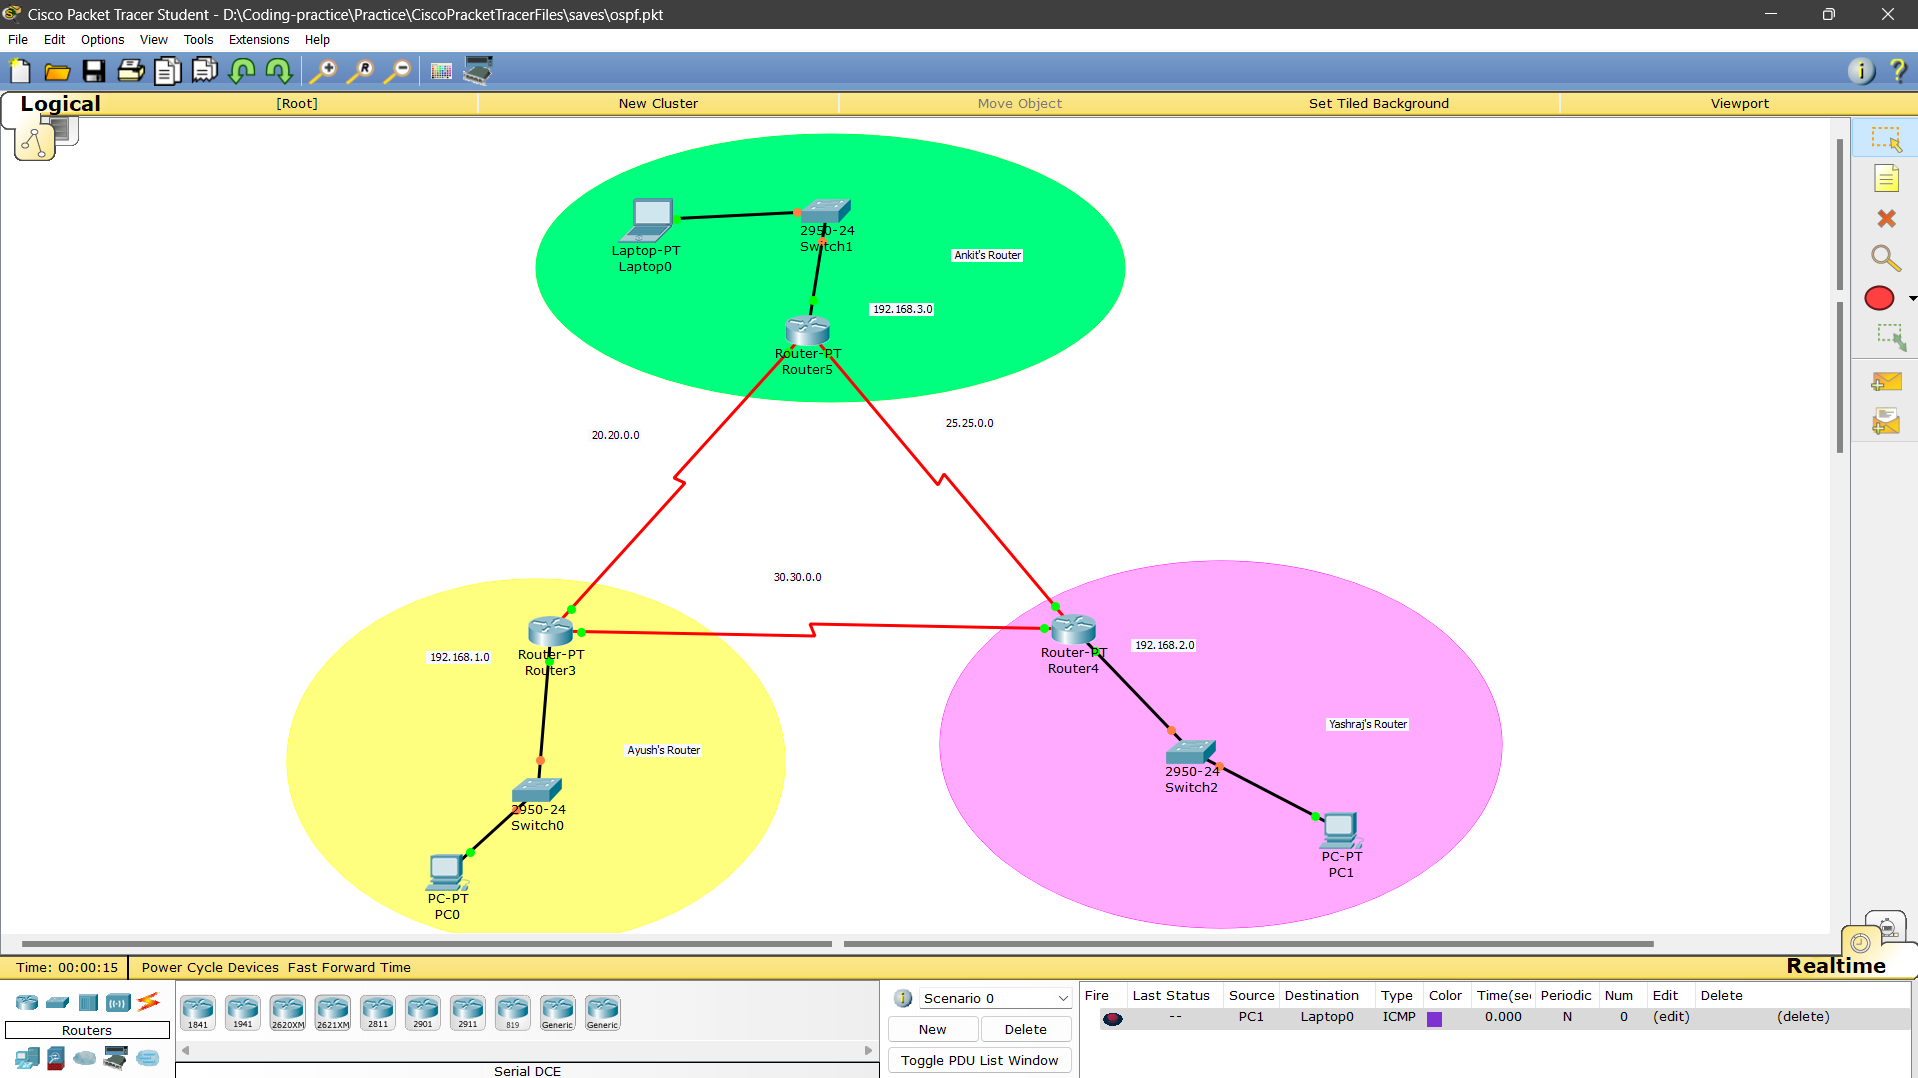 Cisco Packet Tracer Student - D:\Coding-practice\Practice\CiscoPracketTracerFiles\saves\ospf.pkt
File Edit Options View Tools Extensions Help
Logical [Root] New Cluster Move Object Set Tiled Background Viewport
2950-24
Switch1
Laptop-PT
Laptop0
Ankit's Router
192.168.3.0
Router-PT
Router5
20.20.0.0
25.25.0.0
30.30.0.0
192.168.1.0
Router-PT
Router3
Router-PT
Router4
192.168.2.0
Ayush's Router
Yashraj's Router
2950-24
Switch2
2950-24
Switch0
PC-PT
PC1
PC-PT
PC0
Time: 00:00:15 Power Cycle Devices Fast Forward Time
Realtime
Routers
1841 1941 2620XM 2621XM 2811 2901 2911 819 Generic Generic
Serial DCE
Scenario 0
New Delete
Toggle PDU List Window
Fire Last Status Source Destination Type Color Time(sec Periodic Num Edit Delete
-- PC1 Laptop0 ICMP 0.000 N 0 (edit) (delete)